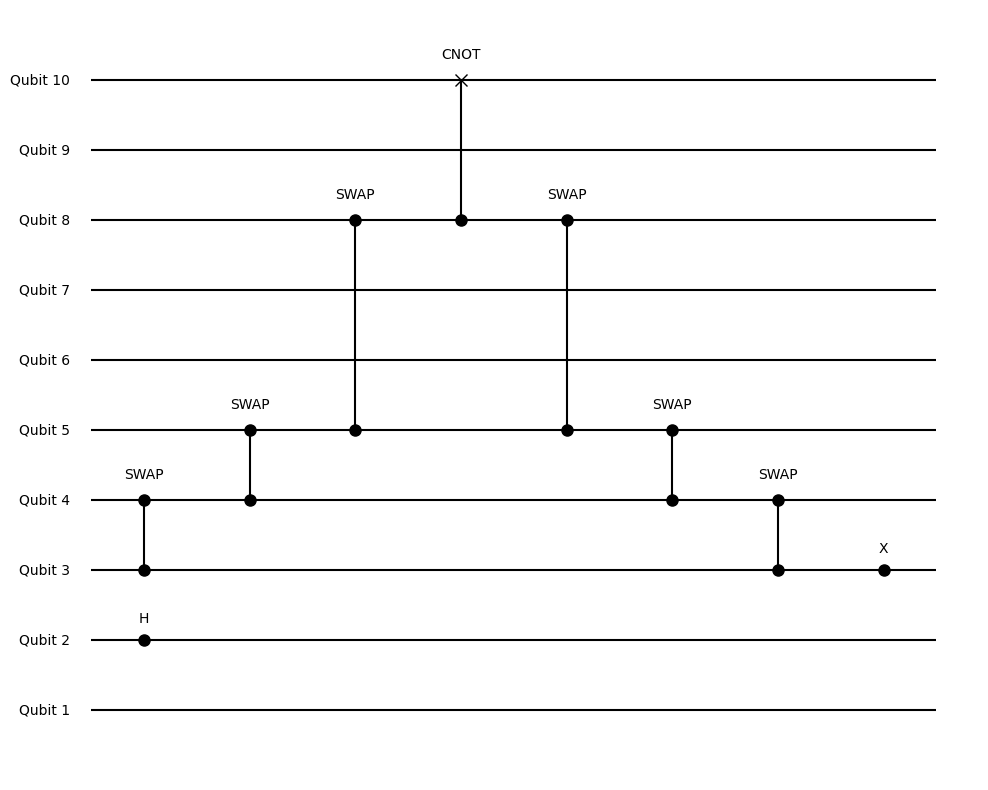 CNOT
Qubit 10
Qubit 9
SWAP SWAP
Qubit 8
Qubit 7
Qubit 6
SWAP SWAP
Qubit 5
SWAP SWAP
Qubit 4
X
Qubit 3
H
Qubit 2
Qubit 1